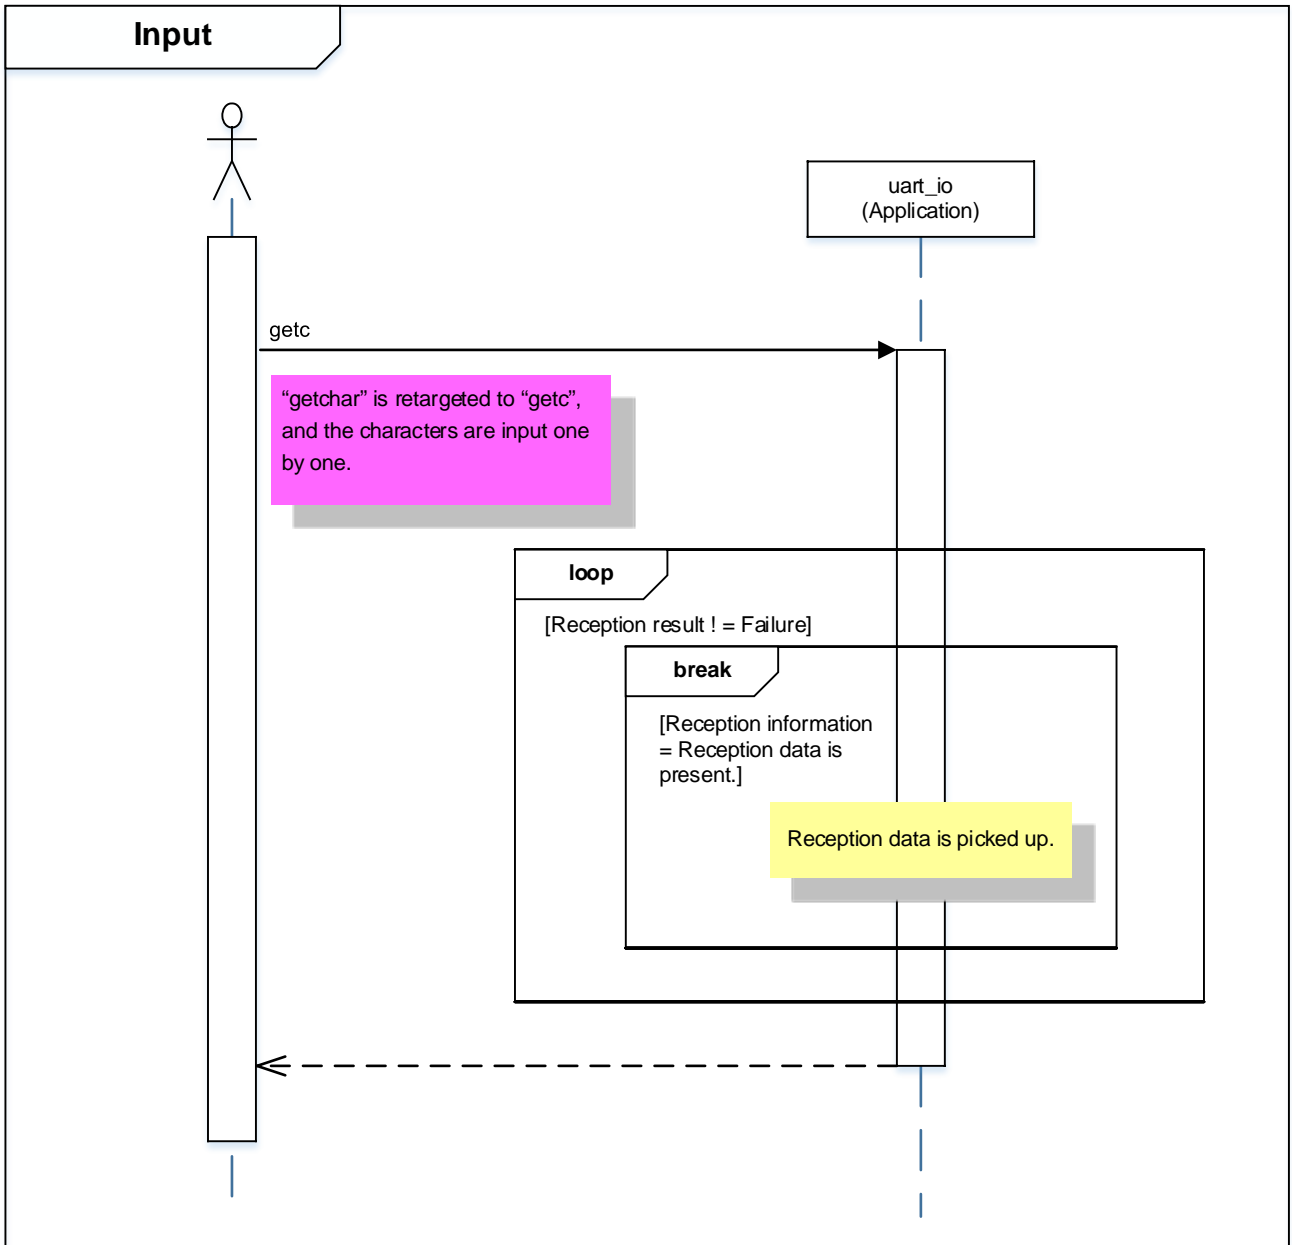 Input
uart_io
(Application)
getc
“getchar” is retargeted to “getc”,
and the characters are input one
by one.
loop
[Reception result ! = Failure]
break
[Reception information
= Reception data is
present.]
Reception data is picked up.